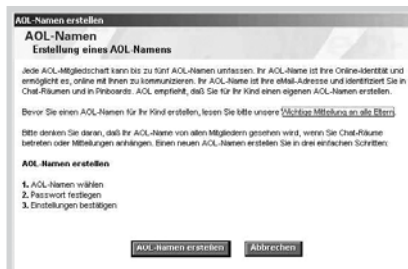 AOL-Namen erstellen
AOL-Namen
Erstellung eines AOL-Namens
Jede AOL-Mitgliedschaft kann bis zu fünf AOL-Namen umfassen. Ihr AOL-Name ist Ihre Online-Identität und
ermöglicht es, online mit Ihnen zu kommunizieren. Ihr AOL-Name ist Ihre eMail-Adresse und identifiziert Sie in
Chat-Räumen und in Pinboards. AOL empfiehlt, daß Sie für Ihr Kind einen eigenen AOL-Namen erstellen.
Bevor Sie einen AOL-Namen für Ihr Kind erstellen, lesen Sie bitte unsere "Wichtige Mitteilung an alle Eltern.
Bitte denken Sie daran, daß Ihr AOL-Name von allen Mitgliedern gesehen wird, wenn Sie Chat-Räume
betreten oder Mitteilungen anhängen. Einen neuen AOL-Namen erstellen Sie in drei einfachen Schritten:
AOL-Namen erstellen
1. AOL-Namen wählen
2. Passwort festlegen
3. Einstellungen bestätigen
AOL-Namen erstellen Abbrechen